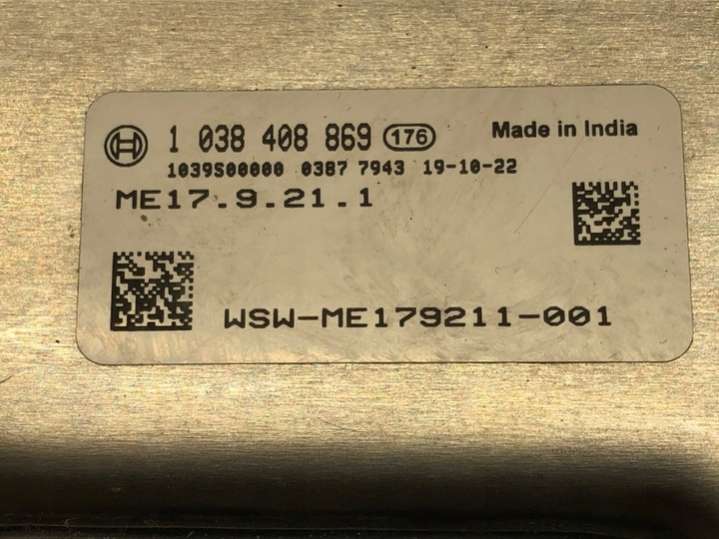 1 038 408 869 176 Made in India
1039S00000 0387 7943 19-10-22
ME17.9.21.1
WSW-ME179211-001